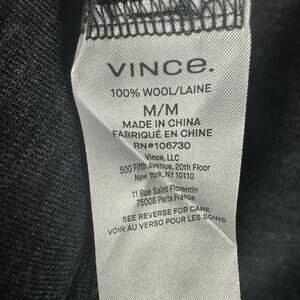 VINCE.
100% WOOL/LAINE
M/M
MADE IN CHINA
FABRIQUÉ EN CHINE
RN#106730
Vince, LLC
500 Fifth Avenue, 20th Floor
New York, NY 10110
11 Rue Saint Florentin
75008 Paris France
SEE REVERSE FOR CARE
VOIR AU VERSO POUR LES SOINS